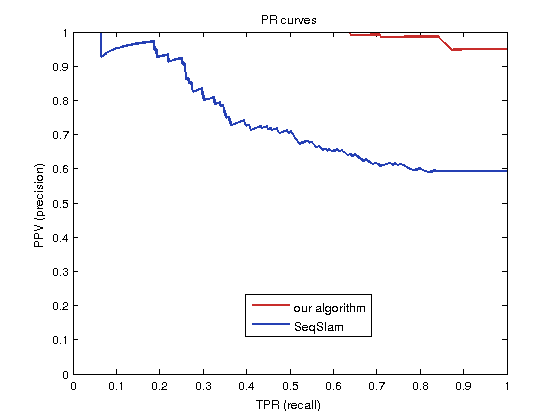 PR curves
1
0.9
0.8
0.7
0.6
0.5
0.4
0.3
0.2
0.1
0
PPV (precision)
our algorithm
SeqSlam
0 0.1 0.2 0.3 0.4 0.5 0.6 0.7 0.8 0.9 1
TPR (recall)